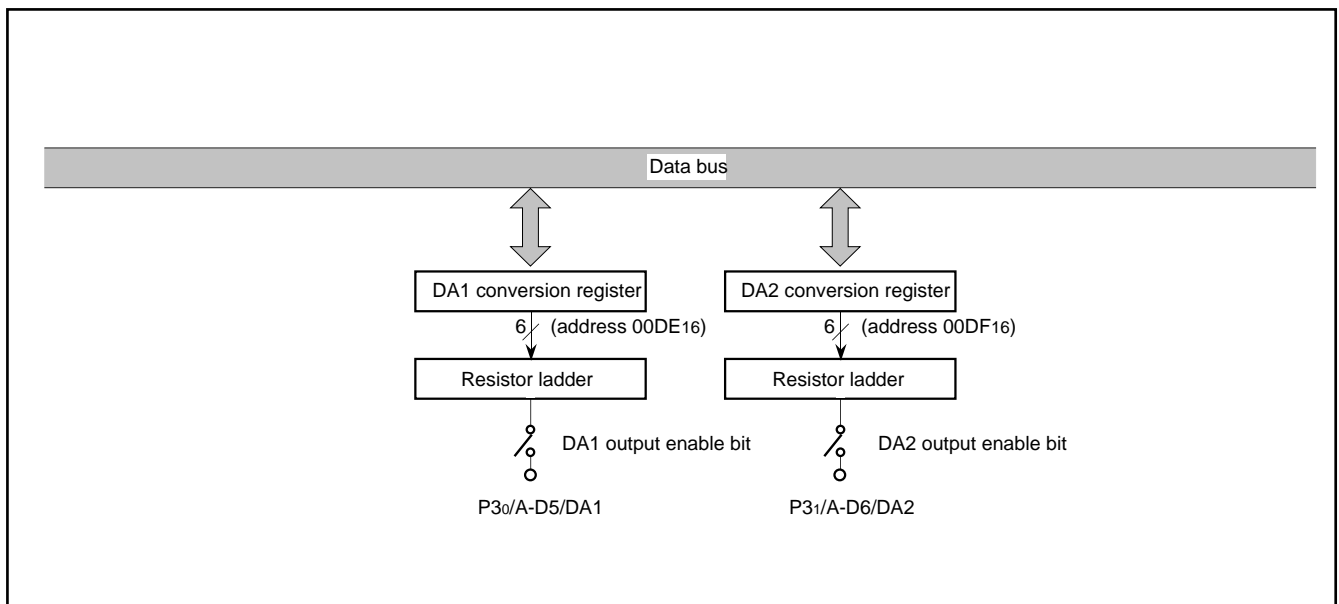 Data bus
DA1 conversion register
DA2 conversion register
6 (address 00DE16)
6 (address 00DF16)
Resistor ladder
Resistor ladder
DA1 output enable bit
DA2 output enable bit
P30/A-D5/DA1
P31/A-D6/DA2